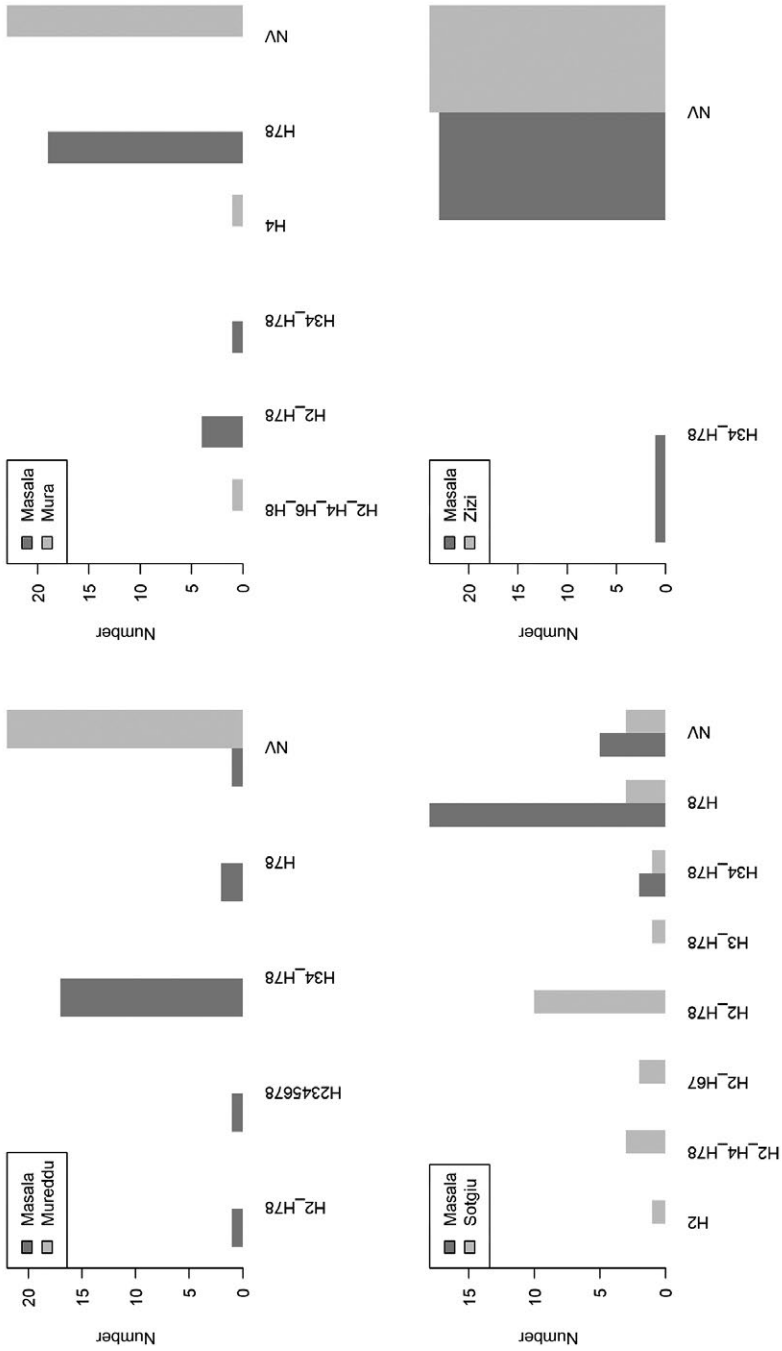 Number
0
5
10
15
20
Masala
Mureddu
H2_H78
H2345678
H34_H78
H78
NV
Number
0
5
10
15
20
Masala
Mura
H2_H4_H6_H8
H2_H78
H34_H78
H4
H78
NV
Number
0
5
10
15
Masala
Sotgiu
H2
H2_H4_H78
H2_H67
H2_H78
H3_H78
H34_H78
H78
NV
Number
0
5
10
15
20
Masala
Zizi
H34_H78
NV